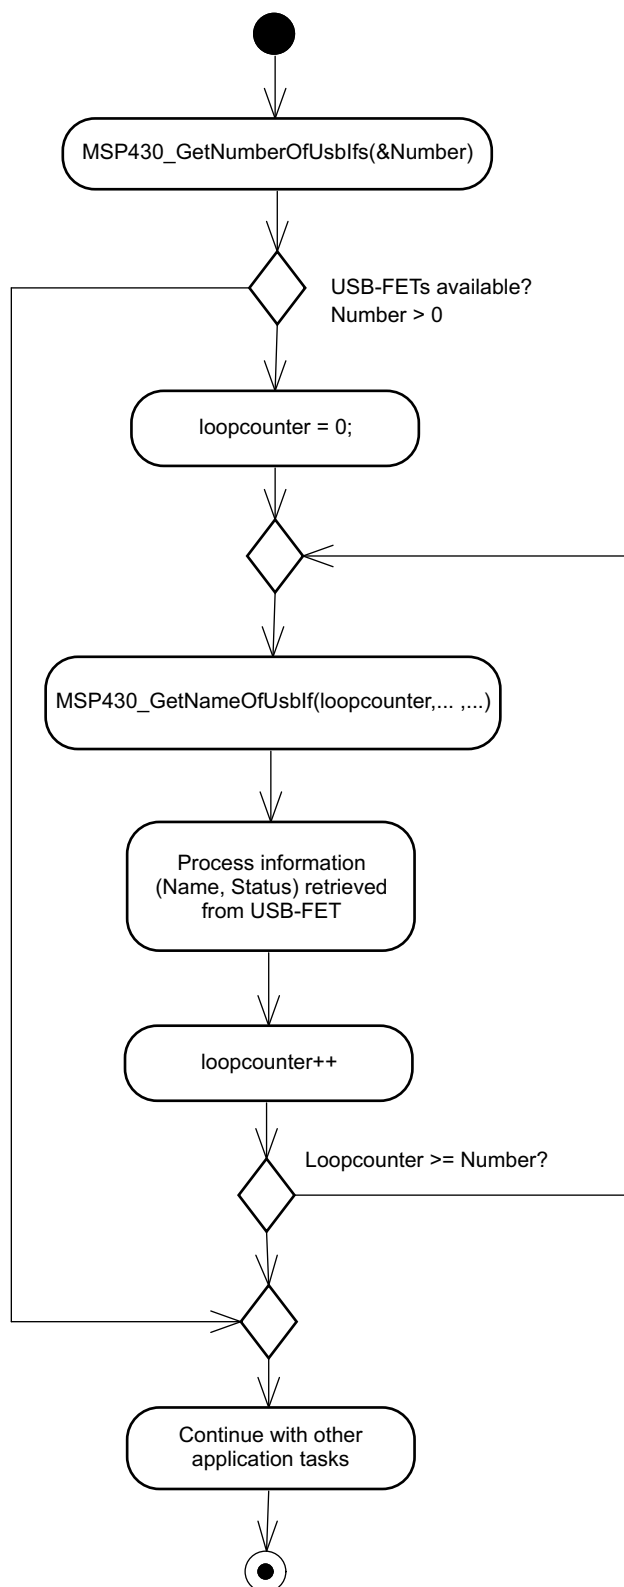 MSP430_GetNumberOfUsbIfs(&Number)
USB-FETs available?
Number > 0
loopcounter = 0;
MSP430_GetNameOfUsbIf(loopcounter,... ,...)
Process information
(Name, Status) retrieved
from USB-FET
loopcounter++
Loopcounter >= Number?
Continue with other
application tasks